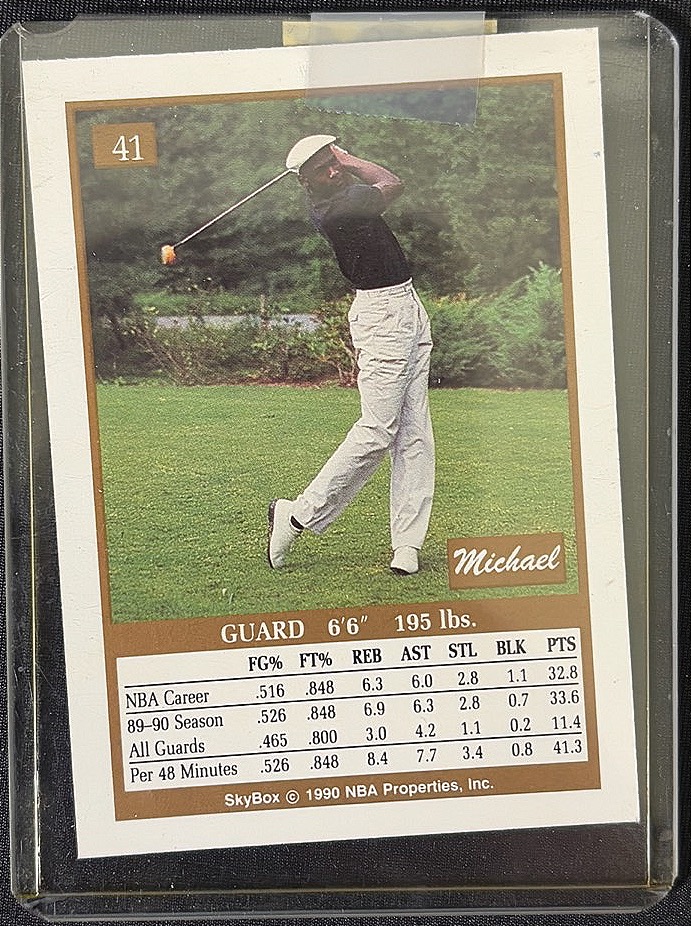 41
Michael
GUARD 6'6" 195 lbs.
FG% FT% REB AST STL BLK PTS
NBA Career .516 .848 6.3 6.0 2.8 1.1 32.8
89–90 Season .526 .848 6.9 6.3 2.8 0.7 33.6
All Guards .465 .800 3.0 4.2 1.1 0.2 11.4
Per 48 Minutes .526 .848 8.4 7.7 3.4 0.8 41.3
SkyBox © 1990 NBA Properties, Inc.